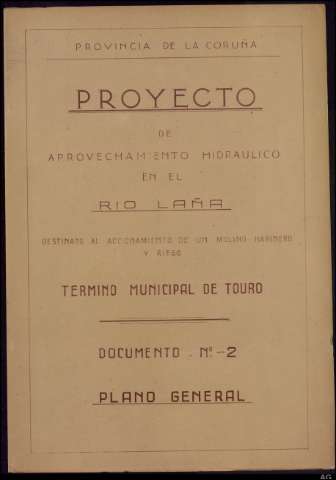 PROVINCIA DE LA CORUÑA
PROYECTO
DE
APROVECHAMIENTO HIDRAULICO
EN EL
RIO LAÑA
DESTINADO AL ACCIONAMIENTO DE UN MOLINO HARINERO
Y RIEGO
TERMINO MUNICIPAL DE TOURO
DOCUMENTO Nº-2
PLANO GENERAL
AG